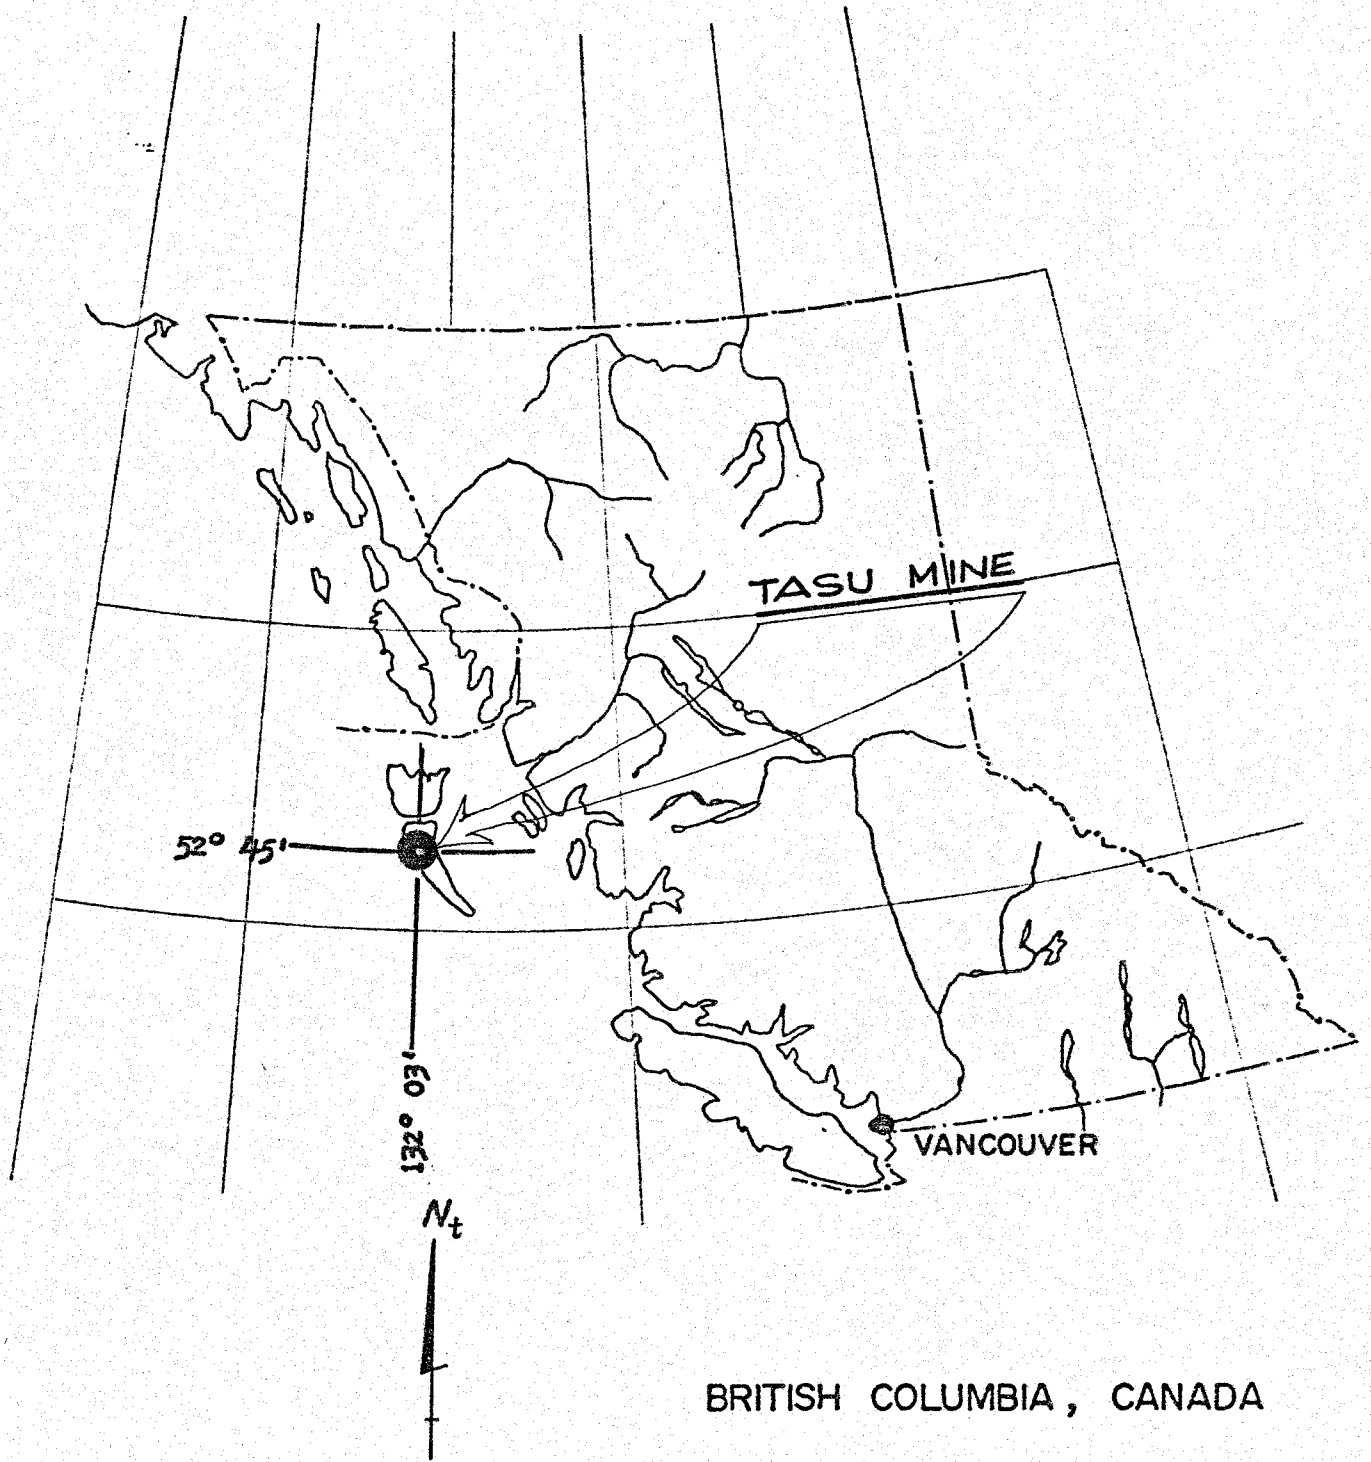 TASU MINE
52° 45'
132° 03'
VANCOUVER
Nt
BRITISH COLUMBIA, CANADA